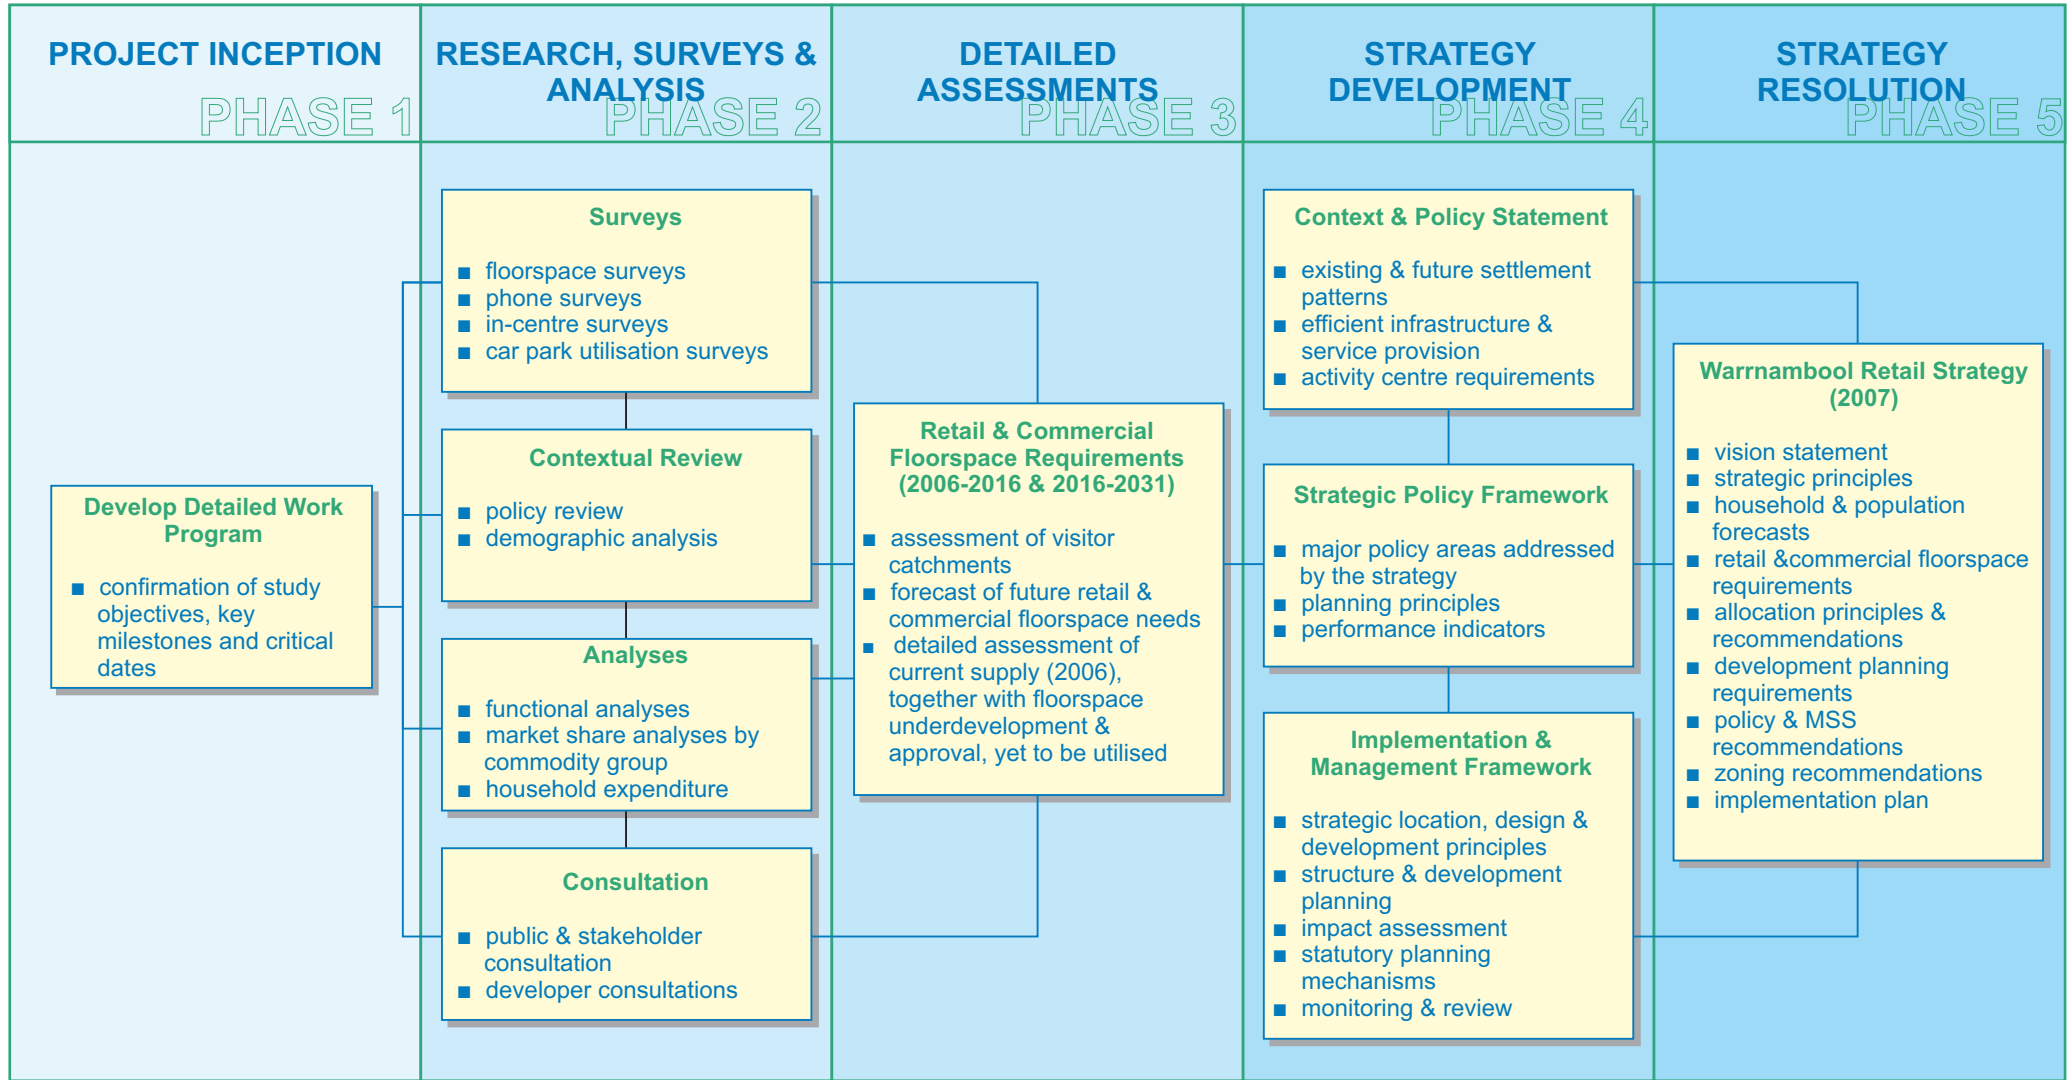 PROJECT INCEPTION
PHASE 1
RESEARCH, SURVEYS &
ANALYSIS
PHASE 2
DETAILED
ASSESSMENTS
PHASE 3
STRATEGY
DEVELOPMENT
PHASE 4
STRATEGY
RESOLUTION
PHASE 5
Develop Detailed Work
Program
■ confirmation of study
objectives, key
milestones and critical
dates
Surveys
■ floorspace surveys
■ phone surveys
■ in-centre surveys
■ car park utilisation surveys
Contextual Review
■ policy review
■ demographic analysis
Analyses
■ functional analyses
■ market share analyses by
commodity group
■ household expenditure
Consultation
■ public & stakeholder
consultation
■ developer consultations
Retail & Commercial
Floorspace Requirements
(2006-2016 & 2016-2031)
■ assessment of visitor
catchments
■ forecast of future retail &
commercial floorspace needs
■ detailed assessment of
current supply (2006),
together with floorspace
underdevelopment &
approval, yet to be utilised
Context & Policy Statement
■ existing & future settlement
patterns
■ efficient infrastructure &
service provision
■ activity centre requirements
Strategic Policy Framework
■ major policy areas addressed
by the strategy
■ planning principles
■ performance indicators
Implementation &
Management Framework
■ strategic location, design &
development principles
■ structure & development
planning
■ impact assessment
■ statutory planning
mechanisms
■ monitoring & review
Warrnambool Retail Strategy
(2007)
■ vision statement
■ strategic principles
■ household & population
forecasts
■ retail &commercial floorspace
requirements
■ allocation principles &
recommendations
■ development planning
requirements
■ policy & MSS
recommendations
■ zoning recommendations
■ implementation plan